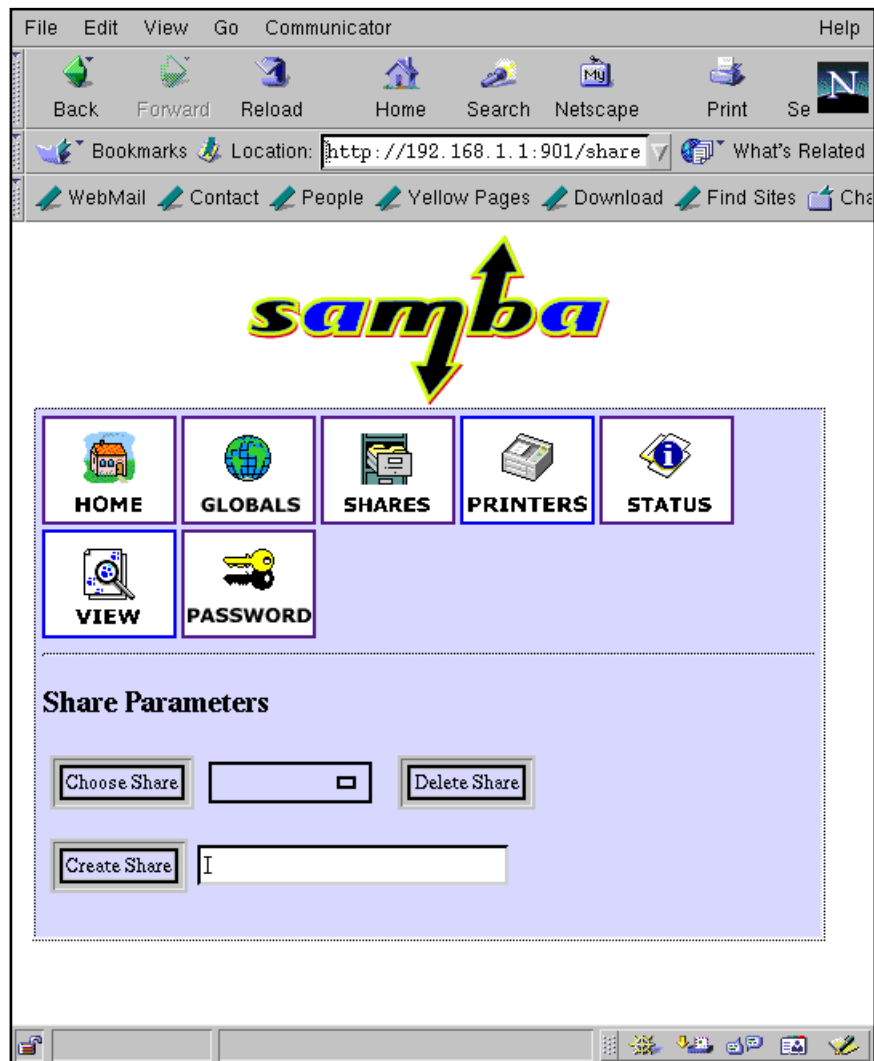 File Edit View Go Communicator Help
Back Forward Reload Home Search Netscape Print Se
My
N
Bookmarks Location: http://192.168.1.1:901/share What's Related
WebMail Contact People Yellow Pages Download Find Sites Cha
samba
HOME GLOBALS SHARES PRINTERS STATUS
VIEW PASSWORD
Share Parameters
Choose Share Delete Share
Create Share